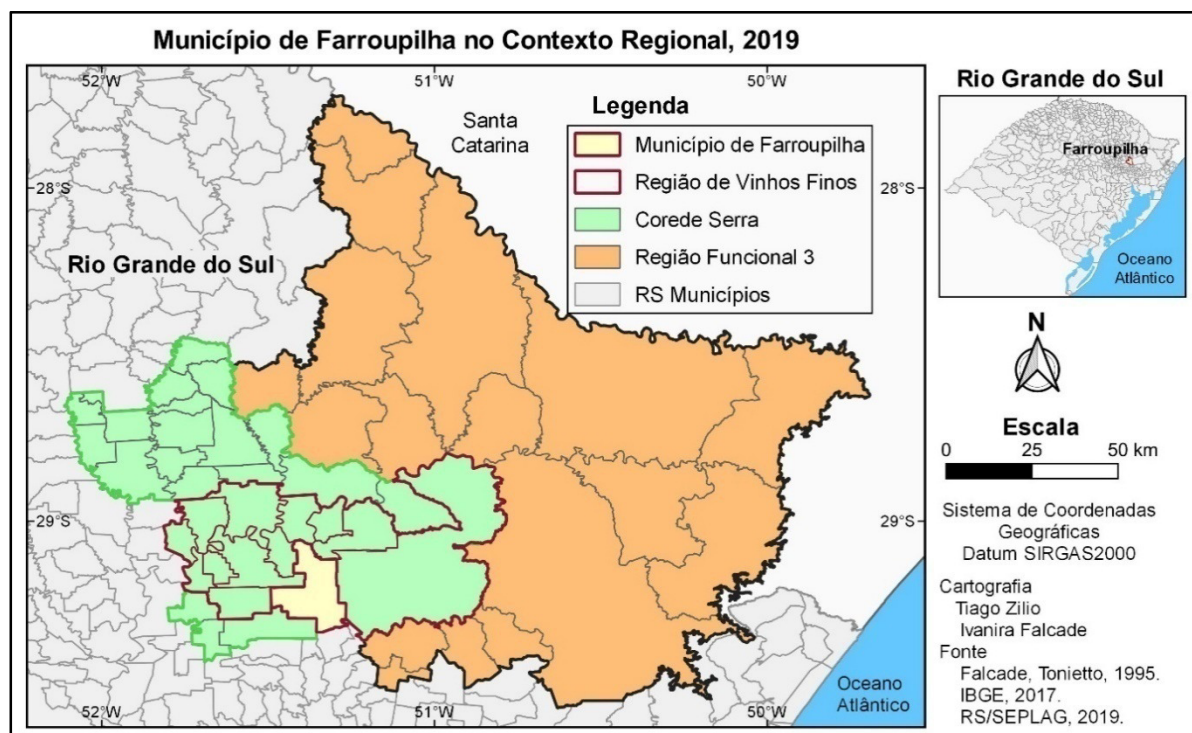 Município de Farroupilha no Contexto Regional, 2019
52°W
51°W
50°W
Santa
Catarina
Legenda
Município de Farroupilha
Região de Vinhos Finos
Corede Serra
Região Funcional 3
RS Municípios
28°S
28°S
Rio Grande do Sul
29°S
29°S
Oceano
Atlântico
52°W
51°W
50°W
Rio Grande do Sul
Farroupilha
Oceano
Atlântico
N
Escala
0 25 50 km
Sistema de Coordenadas
Geográficas
Datum SIRGAS2000
Cartografia
Tiago Zilio
Ivanira Falcade
Fonte
Falcade, Tonietto, 1995.
IBGE, 2017.
RS/SEPLAG, 2019.